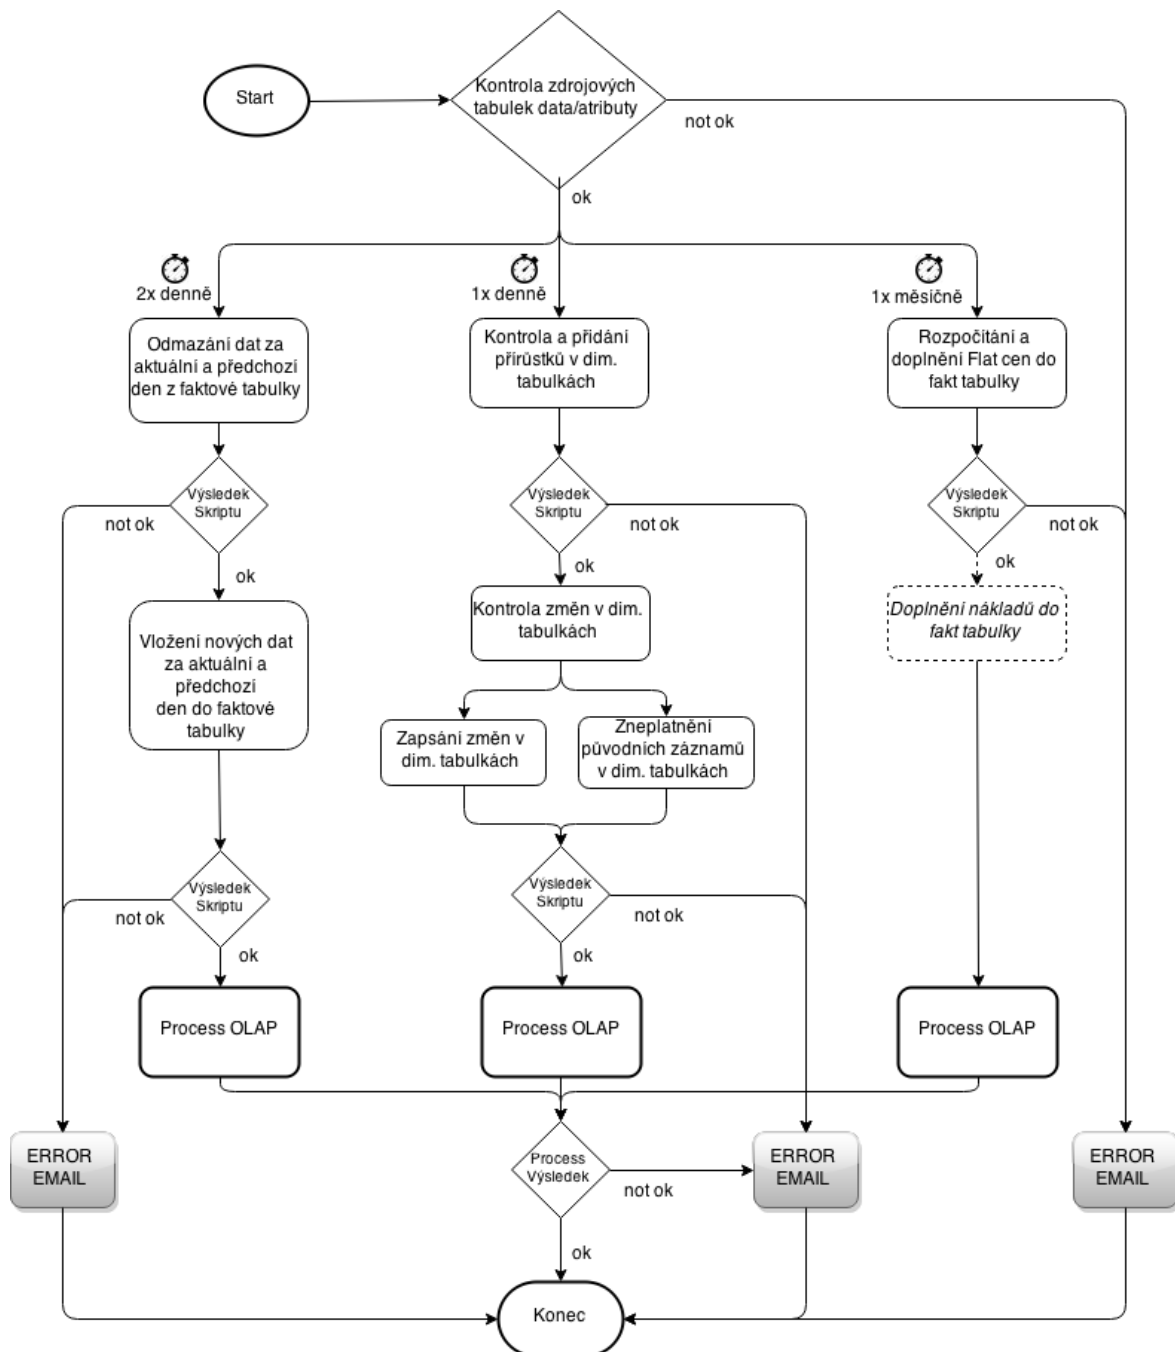 Start
Kontrola zdrojových
tabulek data/atributy
not ok
ok
2x denně
1x denně
1x měsíčně
Odmazání dat za
aktuální a předchozí
den z faktové tabulky
Kontrola a přidání
přírůstků v dim.
tabulkách
Rozpočítání a
doplnění Flat cen do
fakt tabulky
Výsledek
Skriptu
not ok
ok
Výsledek
Skriptu
not ok
ok
Výsledek
Skriptu
not ok
ok
Vložení nových dat
za aktuální a
předchozí
den do faktové
tabulky
Kontrola změn v dim.
tabulkách
Doplnění nákladů do
fakt tabulky
Zapsání změn v
dim. tabulkách
Zneplatnění
původních záznamů
v dim. tabulkách
Výsledek
Skriptu
not ok
ok
Výsledek
Skriptu
not ok
ok
Process OLAP
Process OLAP
Process OLAP
ERROR
EMAIL
Process
Výsledek
not ok
ok
ERROR
EMAIL
ERROR
EMAIL
Konec